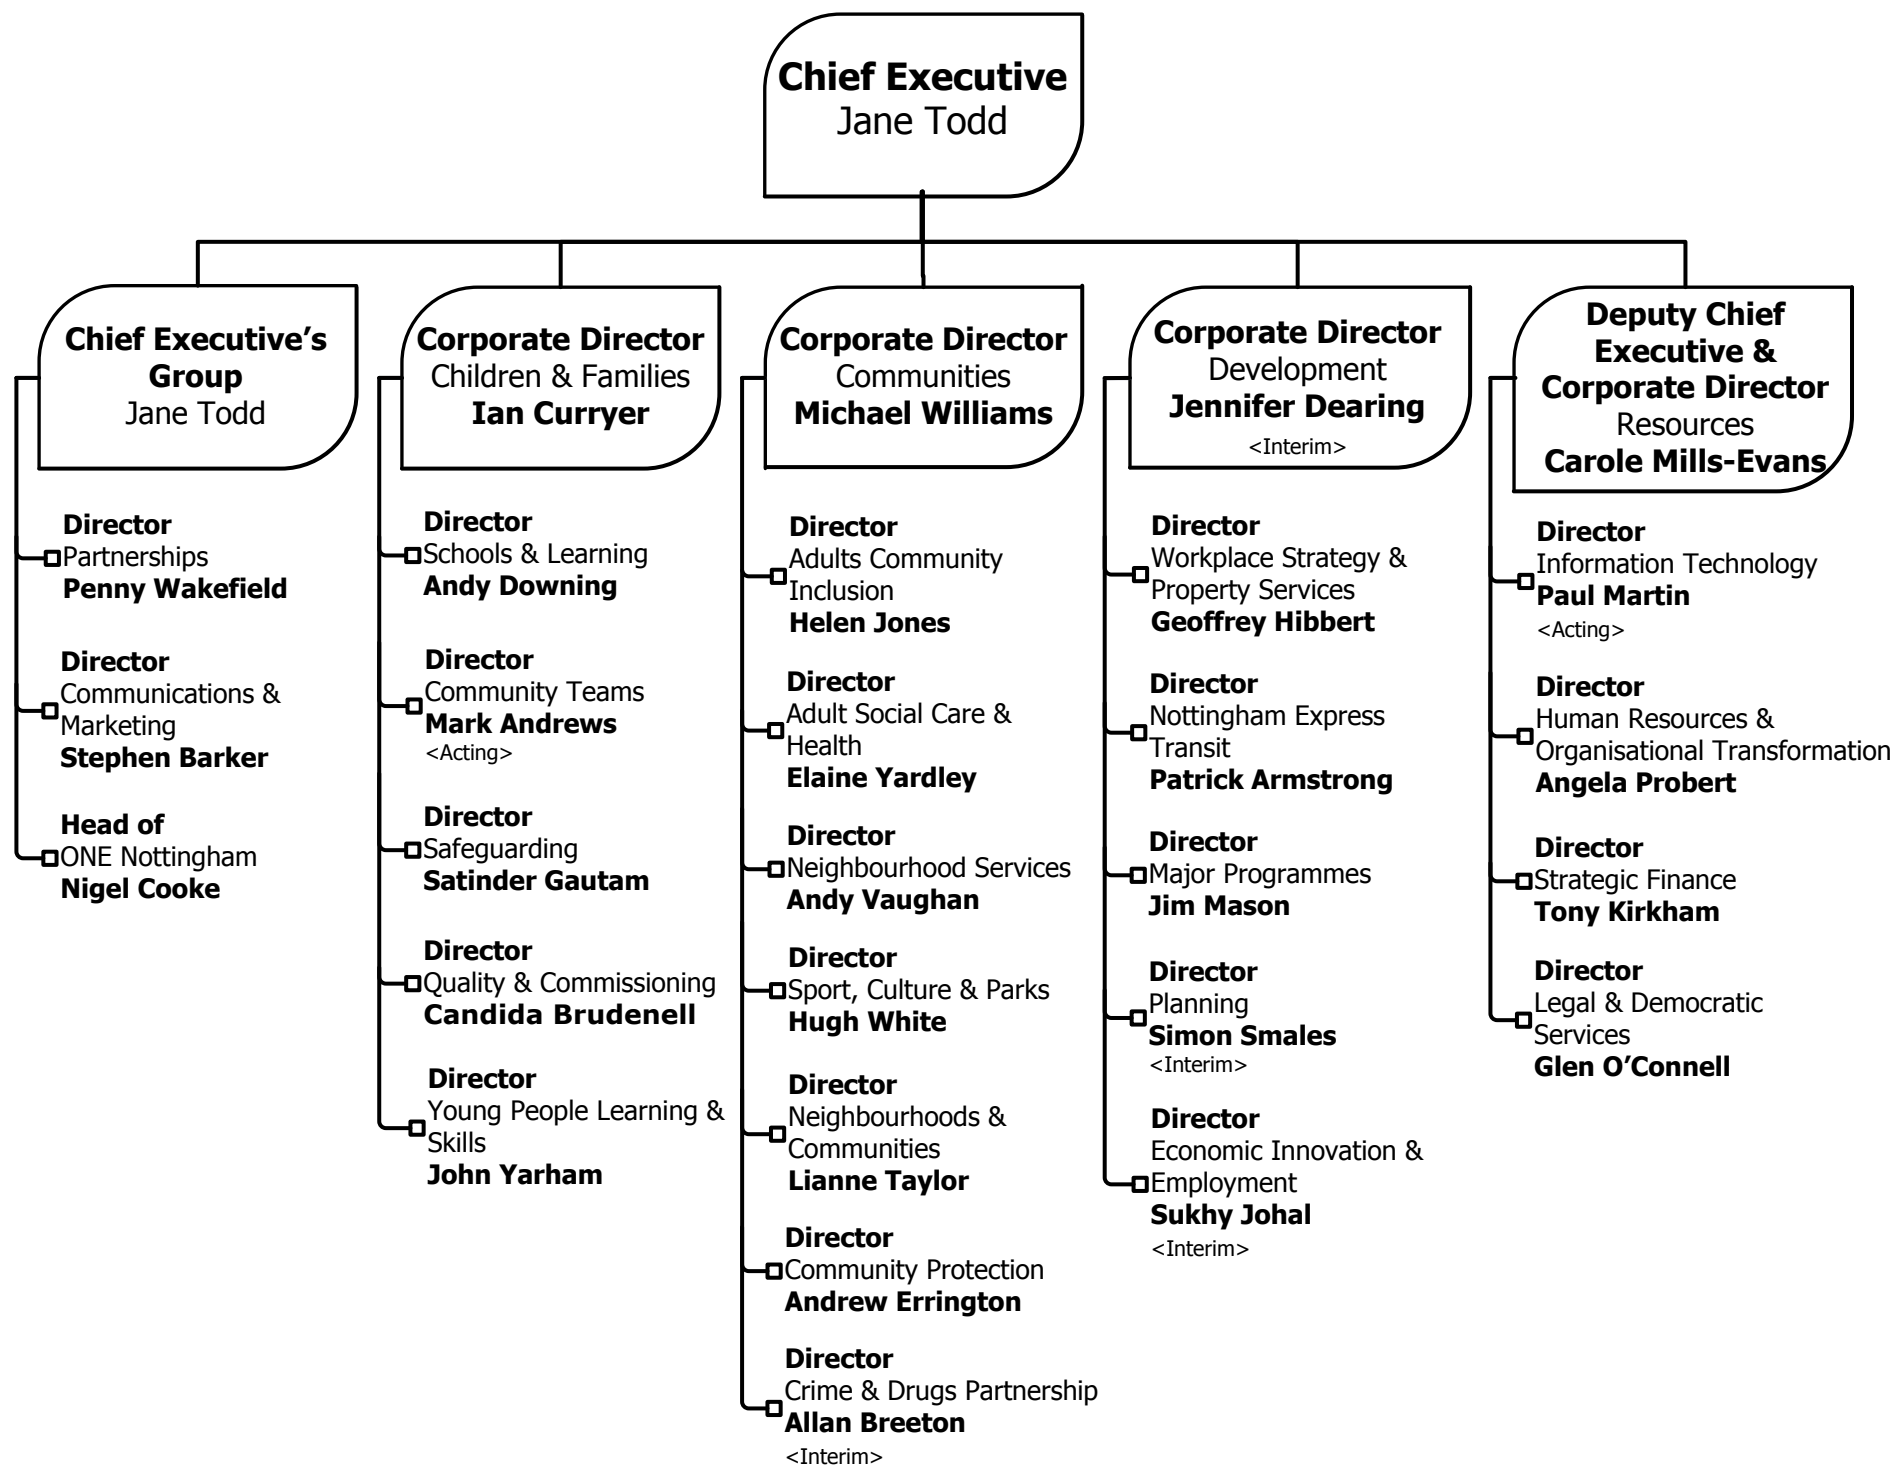 Chief Executive
Jane Todd
Chief Executive’s
Group
Jane Todd
Director
Partnerships
Penny Wakefield
Director
Communications &
Marketing
Stephen Barker
Head of
ONE Nottingham
Nigel Cooke
Corporate Director
Children & Families
Ian Curryer
Director
Schools & Learning
Andy Downing
Director
Community Teams
Mark Andrews
<Acting>
Director
Safeguarding
Satinder Gautam
Director
Quality & Commissioning
Candida Brudenell
Director
Young People Learning &
Skills
John Yarham
Corporate Director
Communities
Michael Williams
Director
Adults Community
Inclusion
Helen Jones
Director
Adult Social Care &
Health
Elaine Yardley
Director
Neighbourhood Services
Andy Vaughan
Director
Sport, Culture & Parks
Hugh White
Director
Neighbourhoods &
Communities
Lianne Taylor
Director
Community Protection
Andrew Errington
Director
Crime & Drugs Partnership
Allan Breeton
<Interim>
Corporate Director
Development
Jennifer Dearing
<Interim>
Director
Workplace Strategy &
Property Services
Geoffrey Hibbert
Director
Nottingham Express
Transit
Patrick Armstrong
Director
Major Programmes
Jim Mason
Director
Planning
Simon Smales
<Interim>
Director
Economic Innovation &
Employment
Sukhy Johal
<Interim>
Deputy Chief
Executive &
Corporate Director
Resources
Carole Mills-Evans
Director
Information Technology
Paul Martin
<Acting>
Director
Human Resources &
Organisational Transformation
Angela Probert
Director
Strategic Finance
Tony Kirkham
Director
Legal & Democratic
Services
Glen O’Connell